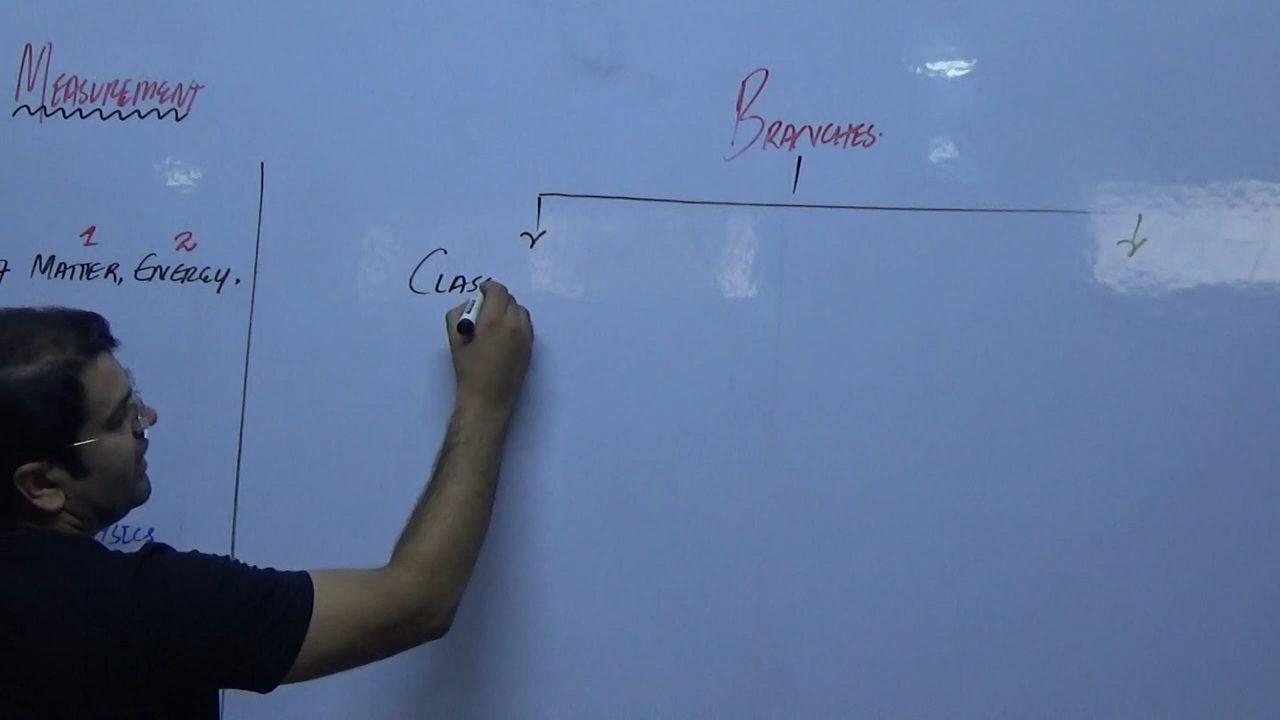 MEASUREMENT
BRANCHES.
1 2
MATTER, ENERGY.
CLAS